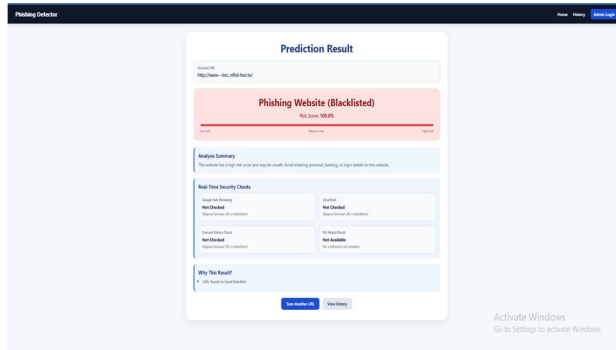 Phishing Detector
Home History Admin Login
Prediction Result
Scanned URL
Phishing Website (Blacklisted)
Risk Score: 100.0%
Low Risk Medium Risk High Risk
Analysis Summary
This website has a high risk score and may be unsafe. Avoid entering personal, banking, or login details on this website.
Real-Time Security Checks
Google Safe Browsing
Not Checked
Skipped because URL is blacklisted
VirusTotal
Not Checked
Skipped because URL is blacklisted
Domain Pattern Check
Not Checked
Skipped because URL is blacklisted
ML Model Result
Not Available
ML confidence not available
Why This Result?
URL found in local blacklist
Scan Another URL View History
Activate Windows
Go to Settings to activate Windows.